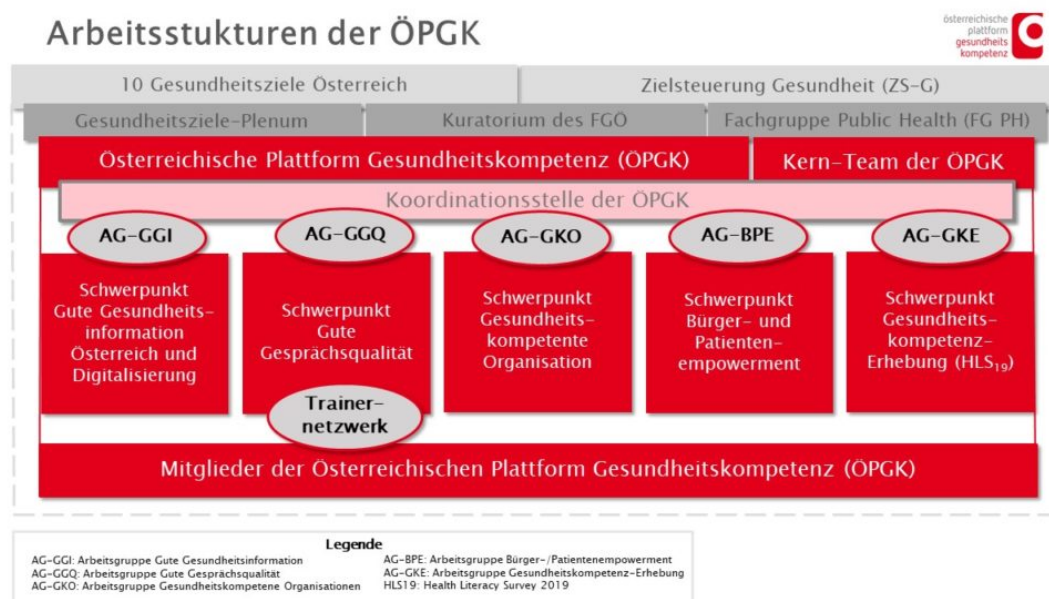 Arbeitsstukturen der ÖPGK
österreichische
plattform
gesundheits
kompetenz
10 Gesundheitsziele Österreich
Zielsteuerung Gesundheit (ZS-G)
Gesundheitsziele-Plenum
Kuratorium des FGÖ
Fachgruppe Public Health (FG PH)
Österreichische Plattform Gesundheitskompetenz (ÖPGK)
Kern-Team der ÖPGK
Koordinationsstelle der ÖPGK
AG-GGI
AG-GGQ
AG-GKO
AG-BPE
AG-GKE
Schwerpunkt
Gute Gesundheits-
information
Österreich und
Digitalisierung
Schwerpunkt
Gute
Gesprächsqualität
Schwerpunkt
Gesundheits-
kompetente
Organisation
Schwerpunkt
Bürger- und
Patienten-
empowerment
Schwerpunkt
Gesundheits-
kompetenz-
Erhebung (HLS₁₉)
Trainer-
netzwerk
Mitglieder der Österreichischen Plattform Gesundheitskompetenz (ÖPGK)
Legende
AG-GGI: Arbeitsgruppe Gute Gesundheitsinformation
AG-GGQ: Arbeitsgruppe Gute Gesprächsqualität
AG-GKO: Arbeitsgruppe Gesundheitskompetene Organisationen
AG-BPE: Arbeitsgruppe Bürger-/Patientenempowerment
AG-GKE: Arbeitsgruppe Gesundheitskompetenz-Erhebung
HLS19: Health Literacy Survey 2019